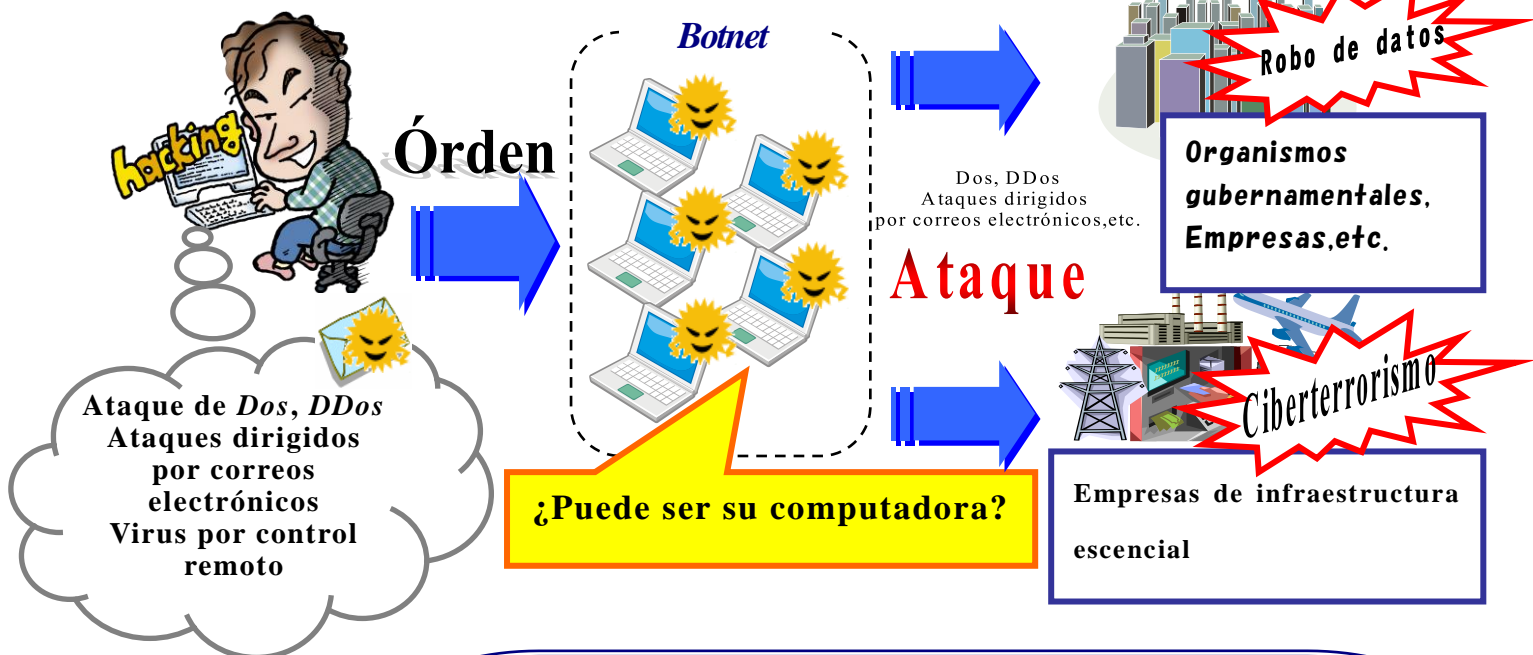 hacking
Órden
Botnet
Dos, DDos
Ataques dirigidos
por correos electrónicos,etc.
Ataque
Robo de datos
Organismos
gubernamentales,
Empresas,etc.
Ciberterrorismo
Empresas de infraestructura
escencial
Ataque de Dos, DDos
Ataques dirigidos
por correos
electrónicos
Virus por control
remoto
¿Puede ser su computadora?